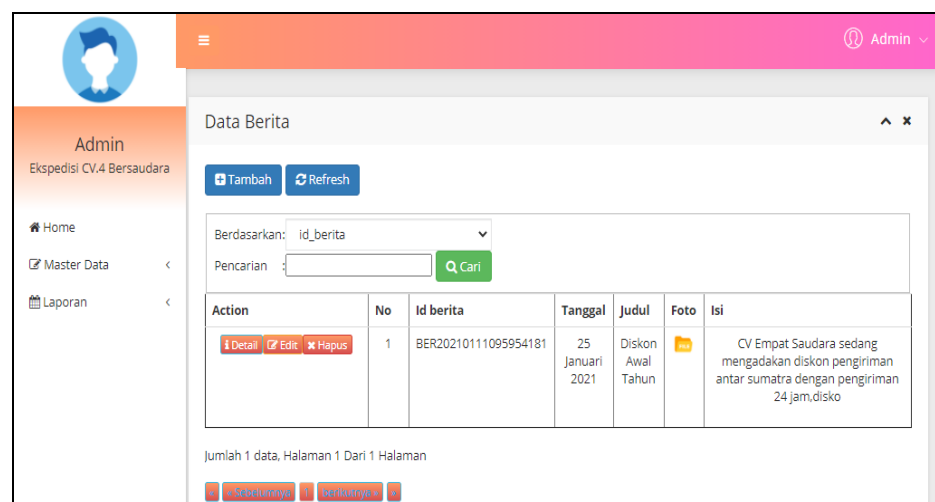 Admin
Admin
Ekspedisi CV.4 Bersaudara
Home
Master Data
Laporan
Data Berita
Tambah Refresh
Berdasarkan: id_berita
Pencarian :
Cari
Action No Id berita Tanggal Judul Foto Isi
Detail Edit Hapus 1 BER20210111095954181 25 Diskon CV Empat Saudara sedang
Januari Awal mengadakan diskon pengiriman
2021 Tahun antar sumatra dengan pengiriman
24 jam,disko
Jumlah 1 data, Halaman 1 Dari 1 Halaman
« « Sebelumnya 1 Berikutnya » »